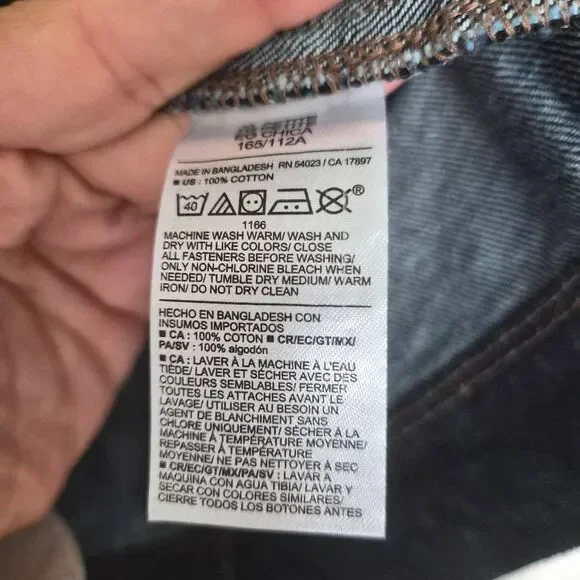 EG CHICA
165/112A
MADE IN BANGLADESH RN 54023 / CA 17897
■ US : 100% COTTON
40 ®
1166
MACHINE WASH WARM/ WASH AND
DRY WITH LIKE COLORS/ CLOSE
ALL FASTENERS BEFORE WASHING/
ONLY NON-CHLORINE BLEACH WHEN
NEEDED/ TUMBLE DRY MEDIUM/ WARM
IRON/ DO NOT DRY CLEAN
HECHO EN BANGLADESH CON
INSUMOS IMPORTADOS
■ CA : 100% COTON ■ CR/EC/GT/MX/
PA/SV : 100% algodón
■ CA : LAVER À LA MACHINE À L'EAU
TIÈDE/ LAVER ET SÉCHER AVEC DES
COULEURS SEMBLABLES/ FERMER
TOUTES LES ATTACHES AVANT LE
LAVAGE/ UTILISER AU BESOIN UN
AGENT DE BLANCHIMENT SANS
CHLORE UNIQUEMENT/ SÉCHER À LA
MACHINE À TEMPÉRATURE MOYENNE/
REPASSER À TEMPÉRATURE
MOYENNE/ NE PAS NETTOYER À SEC
■ CR/EC/GT/MX/PA/SV : LAVAR A
MAQUINA CON AGUA TIBIA/ LAVAR Y
SECAR CON COLORES SIMILARES/
CIERRE TODOS LOS BOTONES ANTES